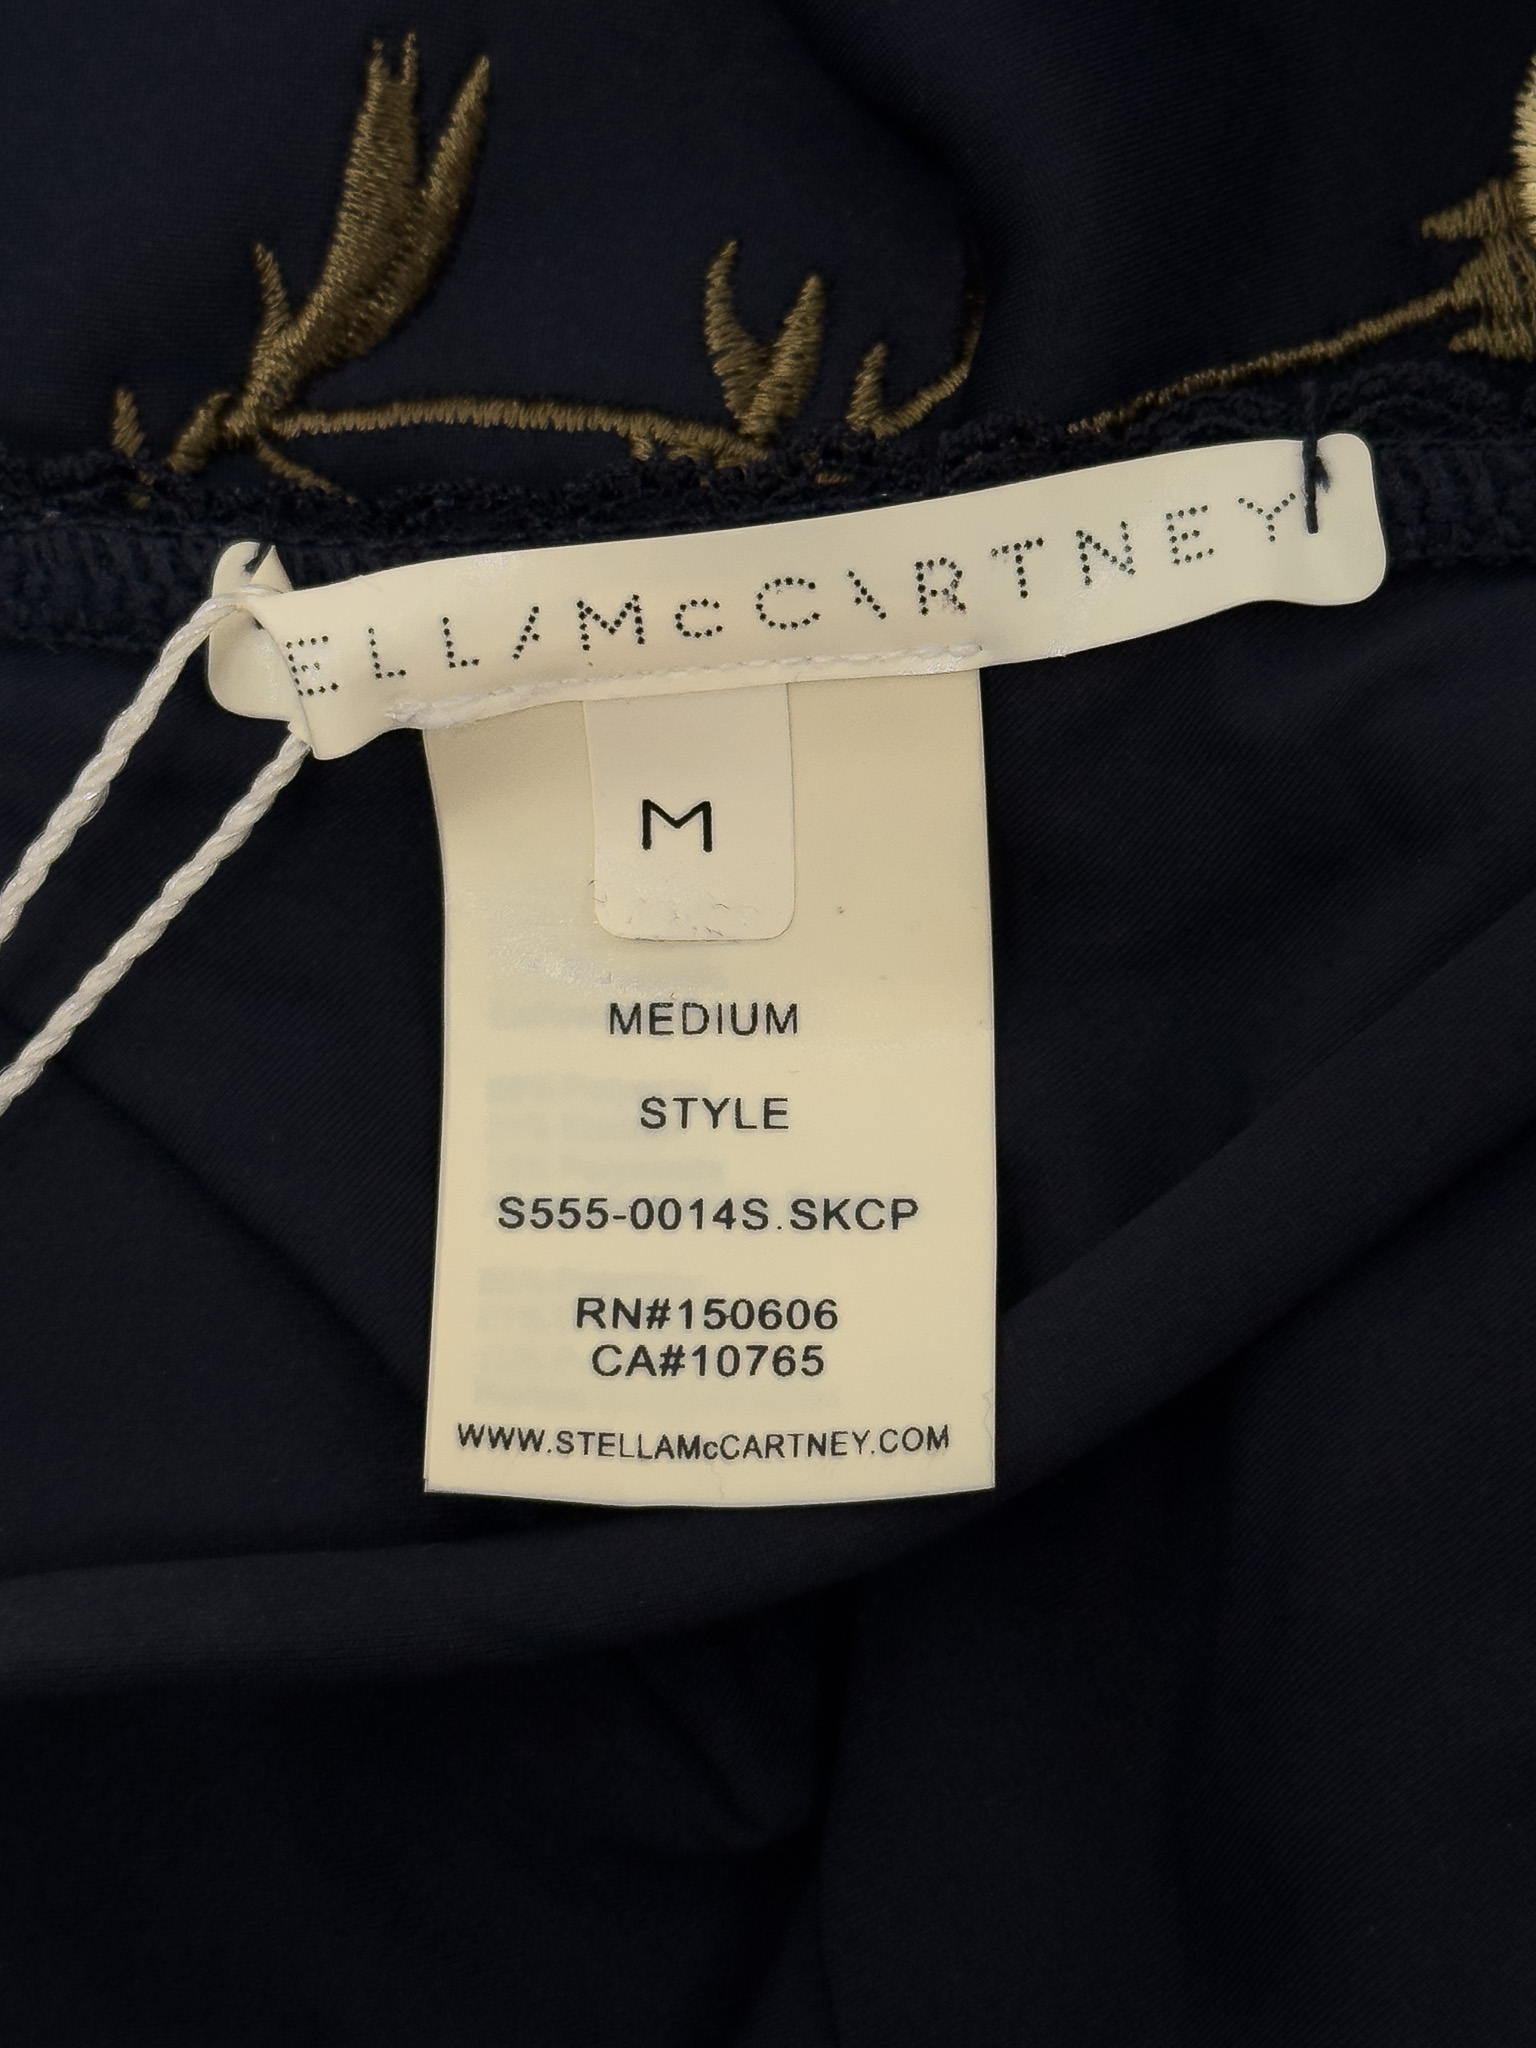 ELLAMcCARTNEY
M
MEDIUM
STYLE
S555-0014S.SKCP
RN#150606
CA#10765
WWW.STELLAMcCARTNEY.COM